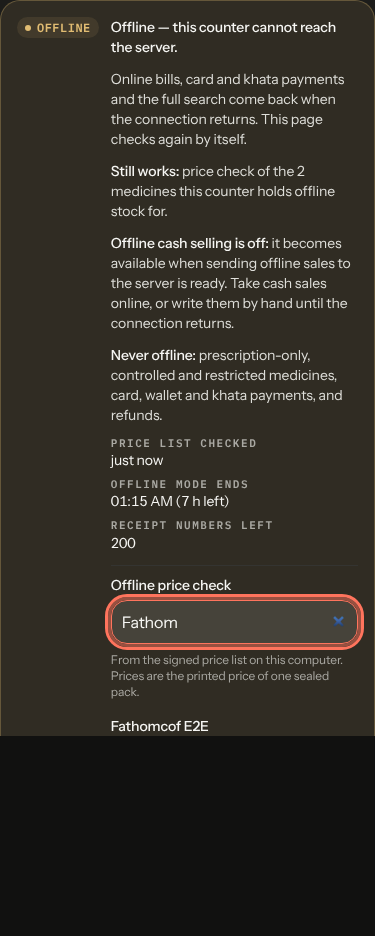 OFFLINE
Offline — this counter cannot reach
the server.
Online bills, card and khata payments
and the full search come back when
the connection returns. This page
checks again by itself.
Still works: price check of the 2
medicines this counter holds offline
stock for.
Offline cash selling is off: it becomes
available when sending offline sales to
the server is ready. Take cash sales
online, or write them by hand until the
connection returns.
Never offline: prescription-only,
controlled and restricted medicines,
card, wallet and khata payments, and
refunds.
PRICE LIST CHECKED
just now
OFFLINE MODE ENDS
01:15 AM (7 h left)
RECEIPT NUMBERS LEFT
200
Offline price check
Fathom
From the signed price list on this computer.
Prices are the printed price of one sealed
pack.
Fathomcof E2E